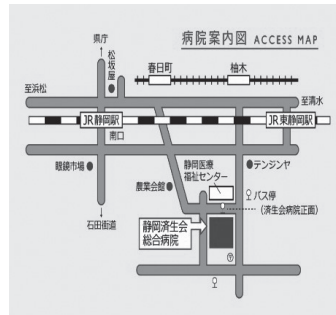 病院案内図 ACCESS MAP
県庁
松坂屋
春日町
柚木
至浜松
至清水
JR静岡駅
JR東静岡駅
南口
眼鏡市場
静岡医療
福祉センター
テンジンヤ
農業会館
バス停
(済生会病院正面)
石田街道
静岡済生会
総合病院